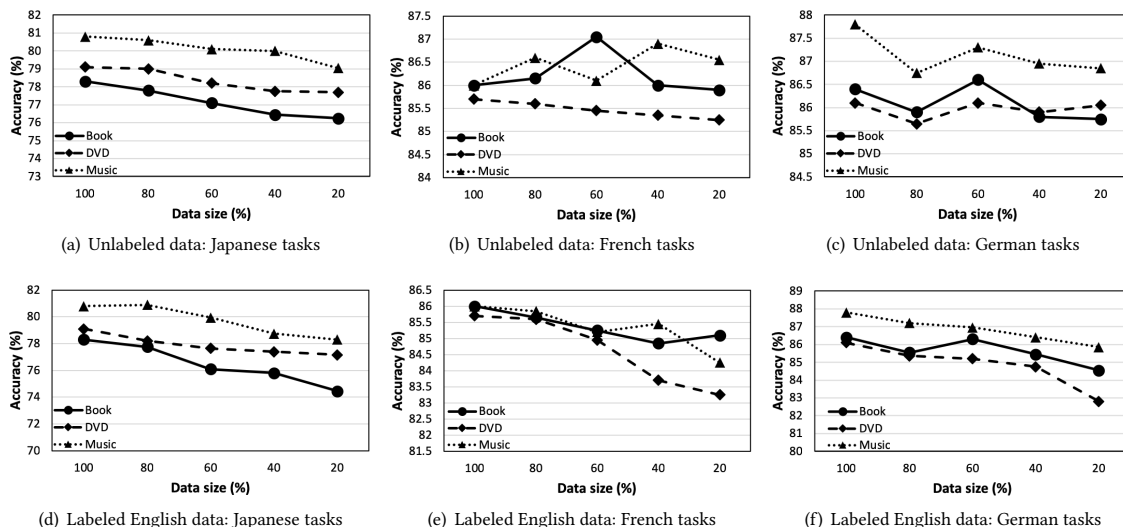 82
81
80
79
78
77
76
75
74
73
Accuracy (%)
Book
DVD
Music
100 80 60 40 20
Data size (%)
(a) Unlabeled data: Japanese tasks
87.5
87
86.5
86
85.5
85
84.5
84
Accuracy (%)
Book
DVD
Music
100 80 60 40 20
Data size (%)
(b) Unlabeled data: French tasks
88
87.5
87
86.5
86
85.5
85
84.5
Accuracy (%)
Book
DVD
Music
100 80 60 40 20
Data size (%)
(c) Unlabeled data: German tasks
82
80
78
76
74
72
70
Accuracy (%)
Book
DVD
Music
100 80 60 40 20
Data size (%)
(d) Labeled English data: Japanese tasks
86.5
86
85.5
85
84.5
84
83.5
83
82.5
82
81.5
Accuracy (%)
Book
DVD
Music
100 80 60 40 20
Data size (%)
(e) Labeled English data: French tasks
89
88
87
86
85
84
83
82
81
80
Accuracy (%)
Book
DVD
Music
100 80 60 40 20
Data size (%)
(f) Labeled English data: German tasks